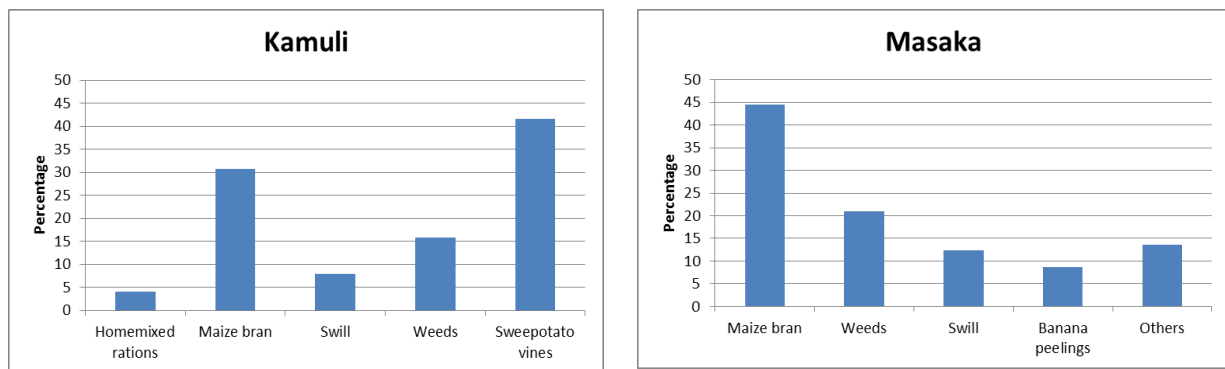 Kamuli
Percentage
50
45
40
35
30
25
20
15
10
5
0
Homemixed rations
Maize bran
Swill
Weeds
Sweepotato vines
Masaka
Percentage
50
45
40
35
30
25
20
15
10
5
0
Maize bran
Weeds
Swill
Banana peelings
Others